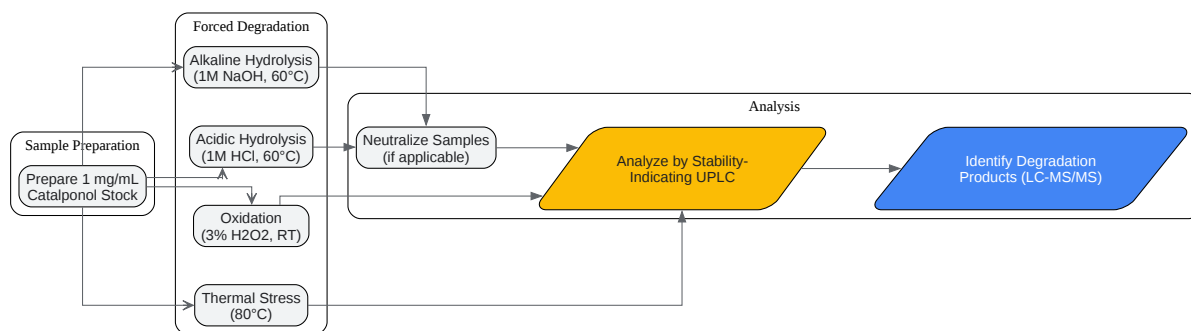 Forced Degradation
Alkaline Hydrolysis
(1M NaOH, 60°C)
Analysis
Sample Preparation
Acidic Hydrolysis
(1M HCl, 60°C)
Neutralize Samples
(if applicable)
Analyze by Stability-
Indicating UPLC
Identify Degradation
Products (LC-MS/MS)
Prepare 1 mg/mL
Catalponol Stock
Oxidation
(3% H2O2, RT)
Thermal Stress
(80°C)